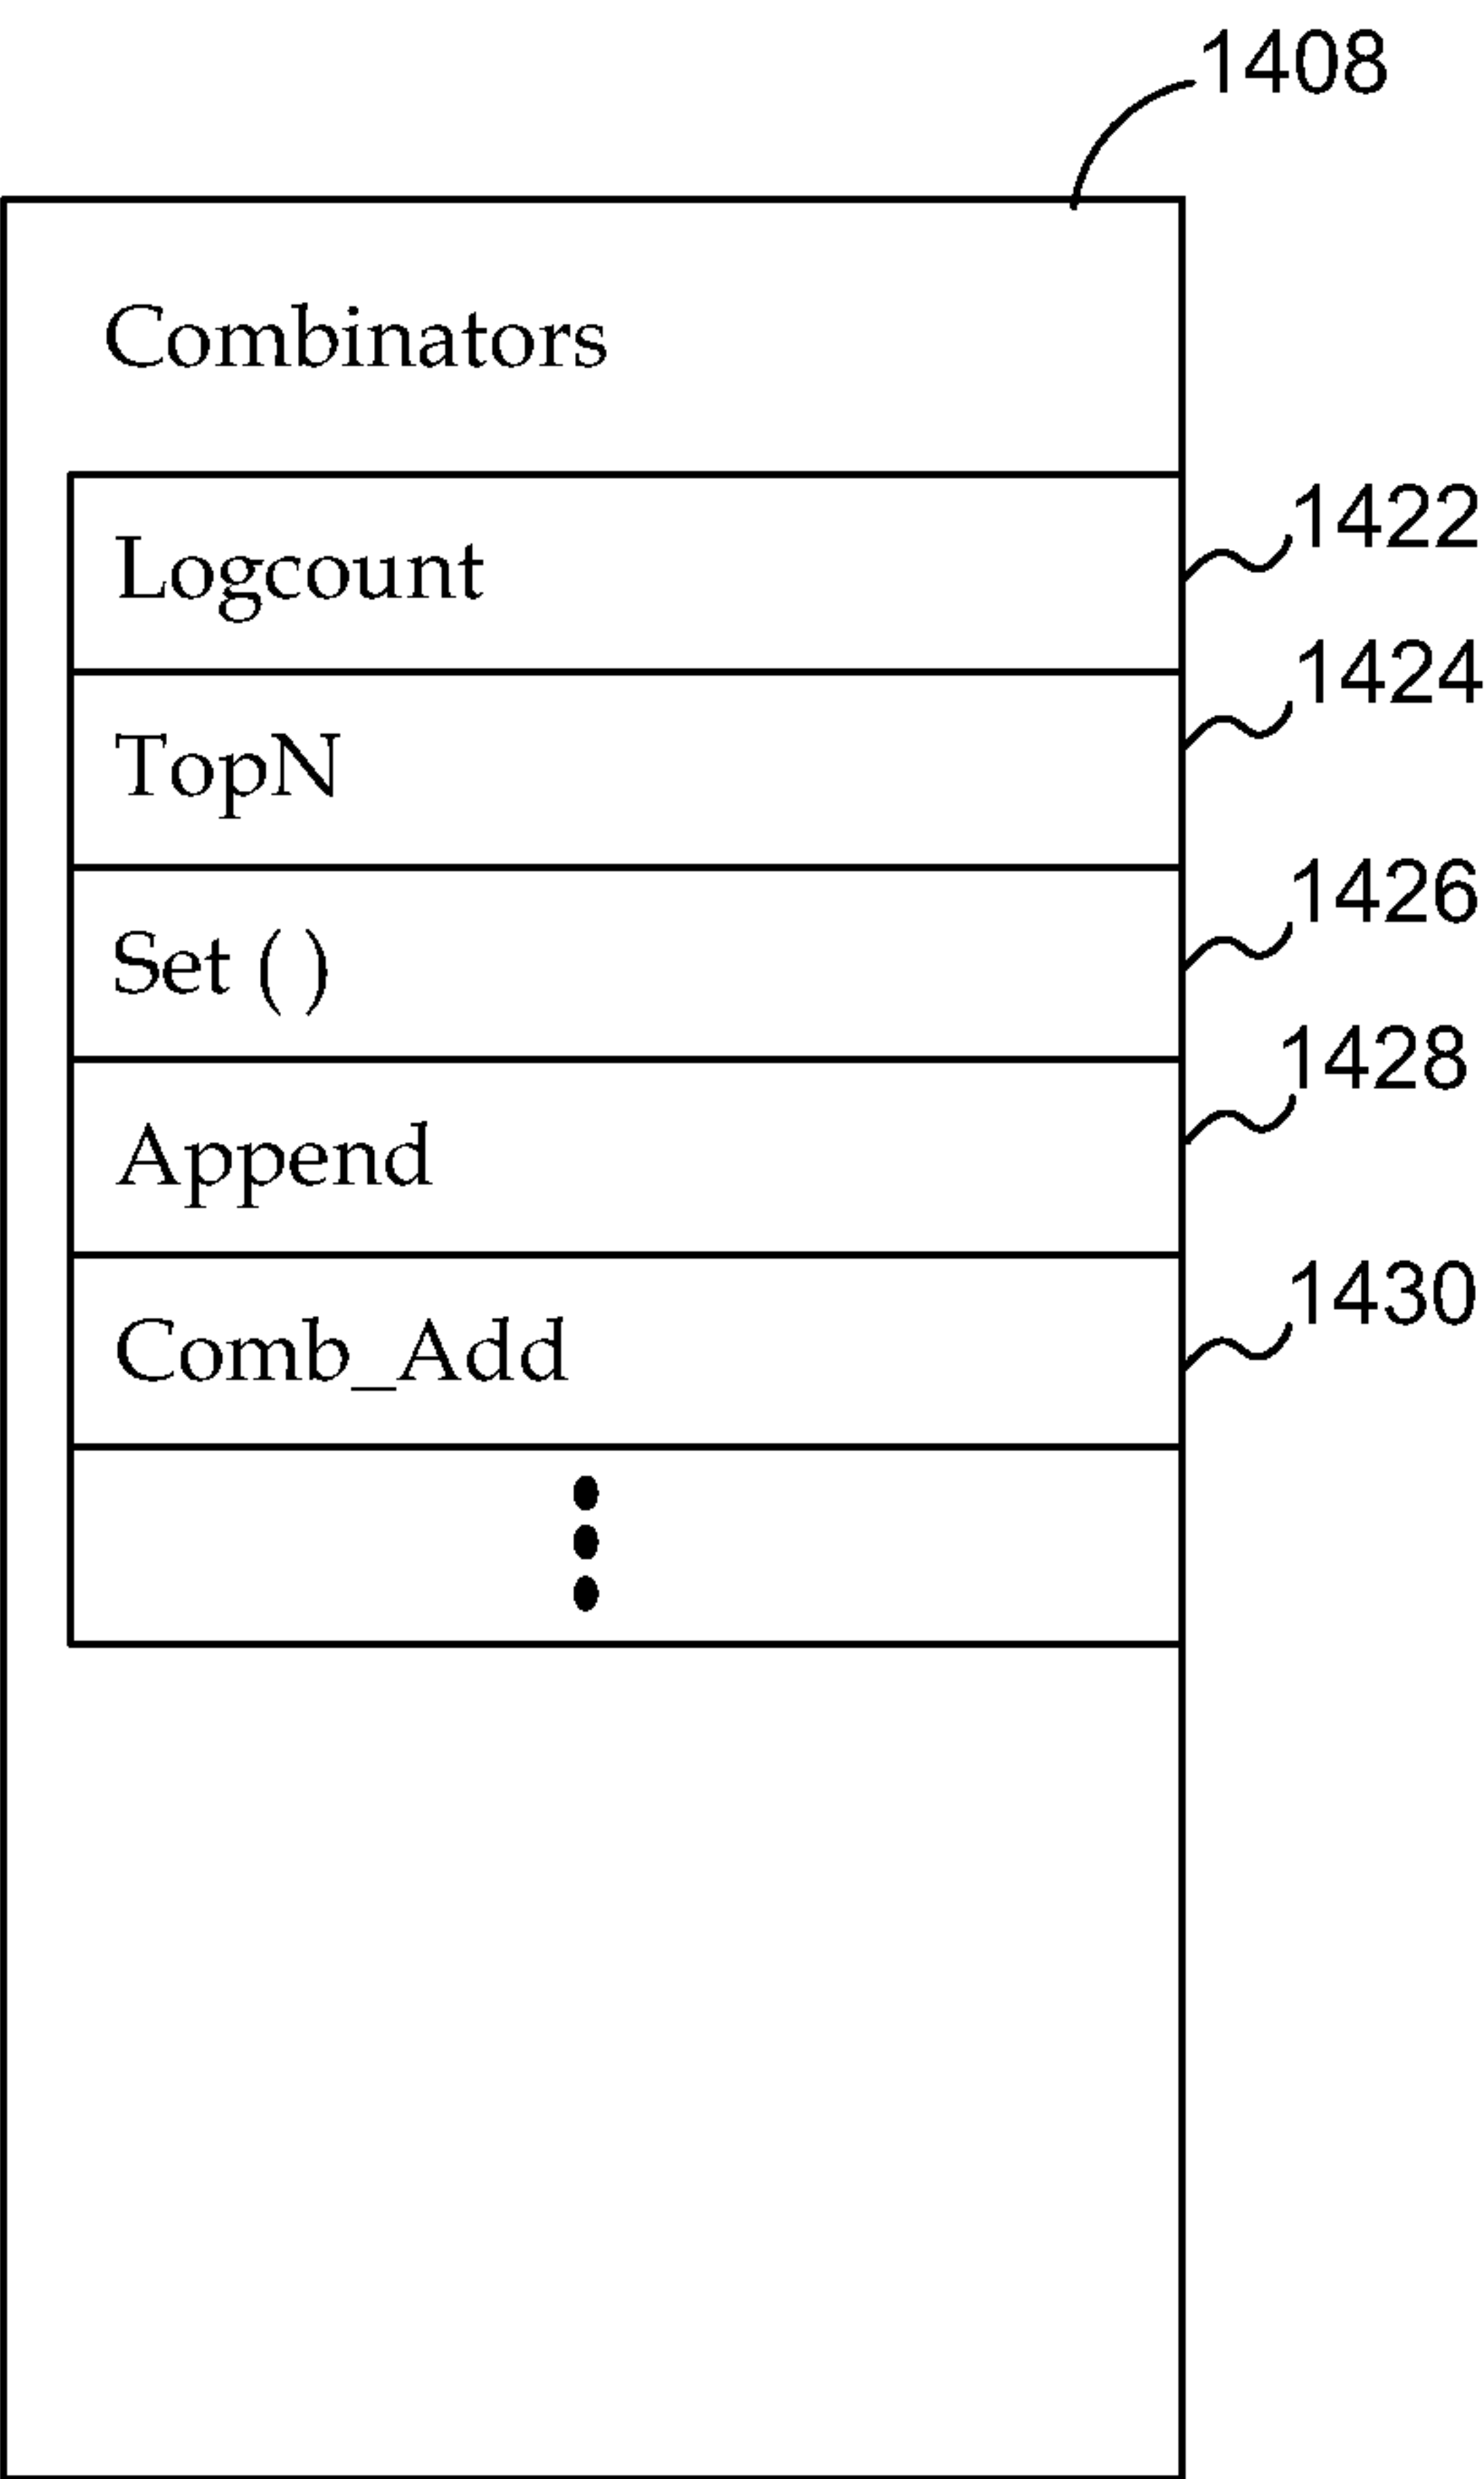 1408
Combinators
Logcount
1422
TopN
1424
Set ( )
1426
Append
1428
Comb_Add
1430